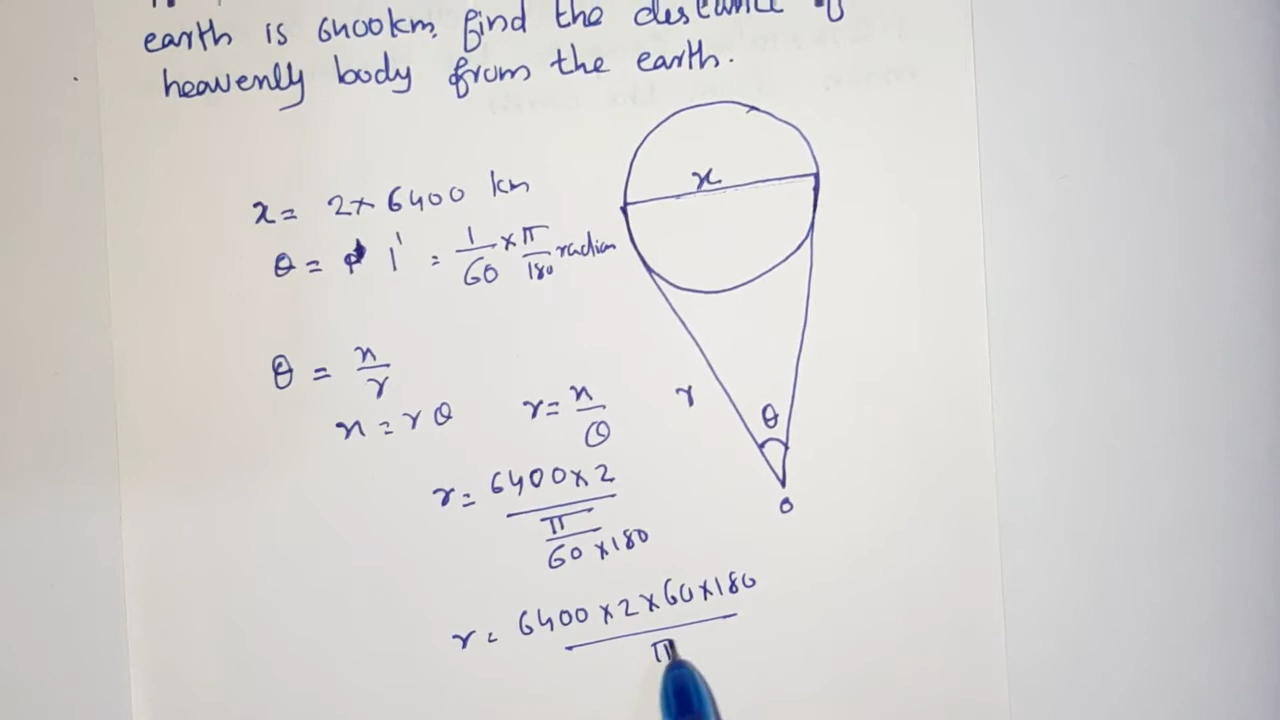 earth is 6400km, find the distance of
heavenly body from the earth.
x = 2 × 6400 km
θ = 1' = 1/60 × π/180 radian
θ = x/r
x = rθ r = x/θ
r = 6400×2 / π/60×180
r = 6400×2×60×180 / π
x
r
θ
o